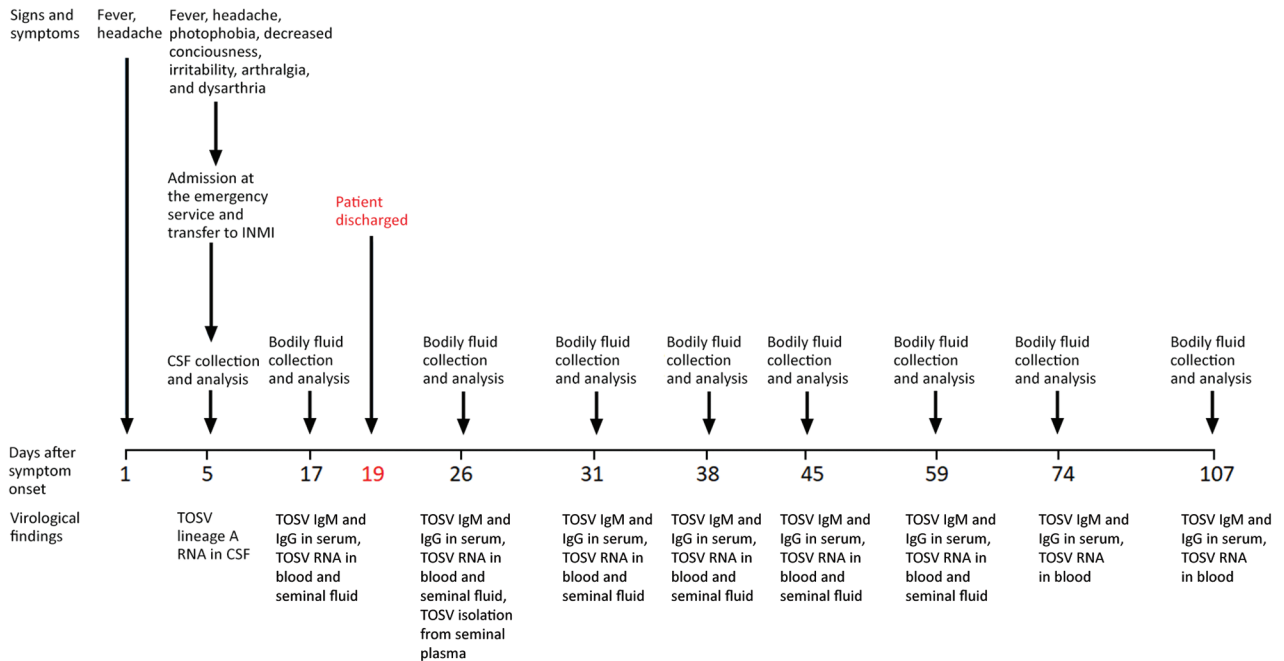 Signs and
symptoms
Fever,
headache
Fever, headache,
photophobia, decreased
conciousness,
irritability, arthralgia,
and dysarthria
Admission at
the emergency
service and
transfer to INMI
Patient
discharged
CSF collection
and analysis
Bodily fluid
collection
and analysis
Bodily fluid
collection
and analysis
Bodily fluid
collection
and analysis
Bodily fluid
collection
and analysis
Bodily fluid
collection
and analysis
Bodily fluid
collection
and analysis
Bodily fluid
collection
and analysis
Bodily fluid
collection
and analysis
Days after
symptom
onset
1
5
17
19
26
31
38
45
59
74
107
Virological
findings
TOSV
lineage A
RNA in CSF
TOSV IgM and
IgG in serum,
TOSV RNA in
blood and
seminal fluid
TOSV IgM and
IgG in serum,
TOSV RNA in
blood and
seminal fluid,
TOSV isolation
from seminal
plasma
TOSV IgM and
IgG in serum,
TOSV RNA in
blood and
seminal fluid
TOSV IgM and
IgG in serum,
TOSV RNA in
blood and
seminal fluid
TOSV IgM and
IgG in serum,
TOSV RNA in
blood and
seminal fluid
TOSV IgM and
IgG in serum,
TOSV RNA in
blood and
seminal fluid
TOSV IgM and
IgG in serum,
TOSV RNA
in blood
TOSV IgM and
IgG in serum,
TOSV RNA
in blood